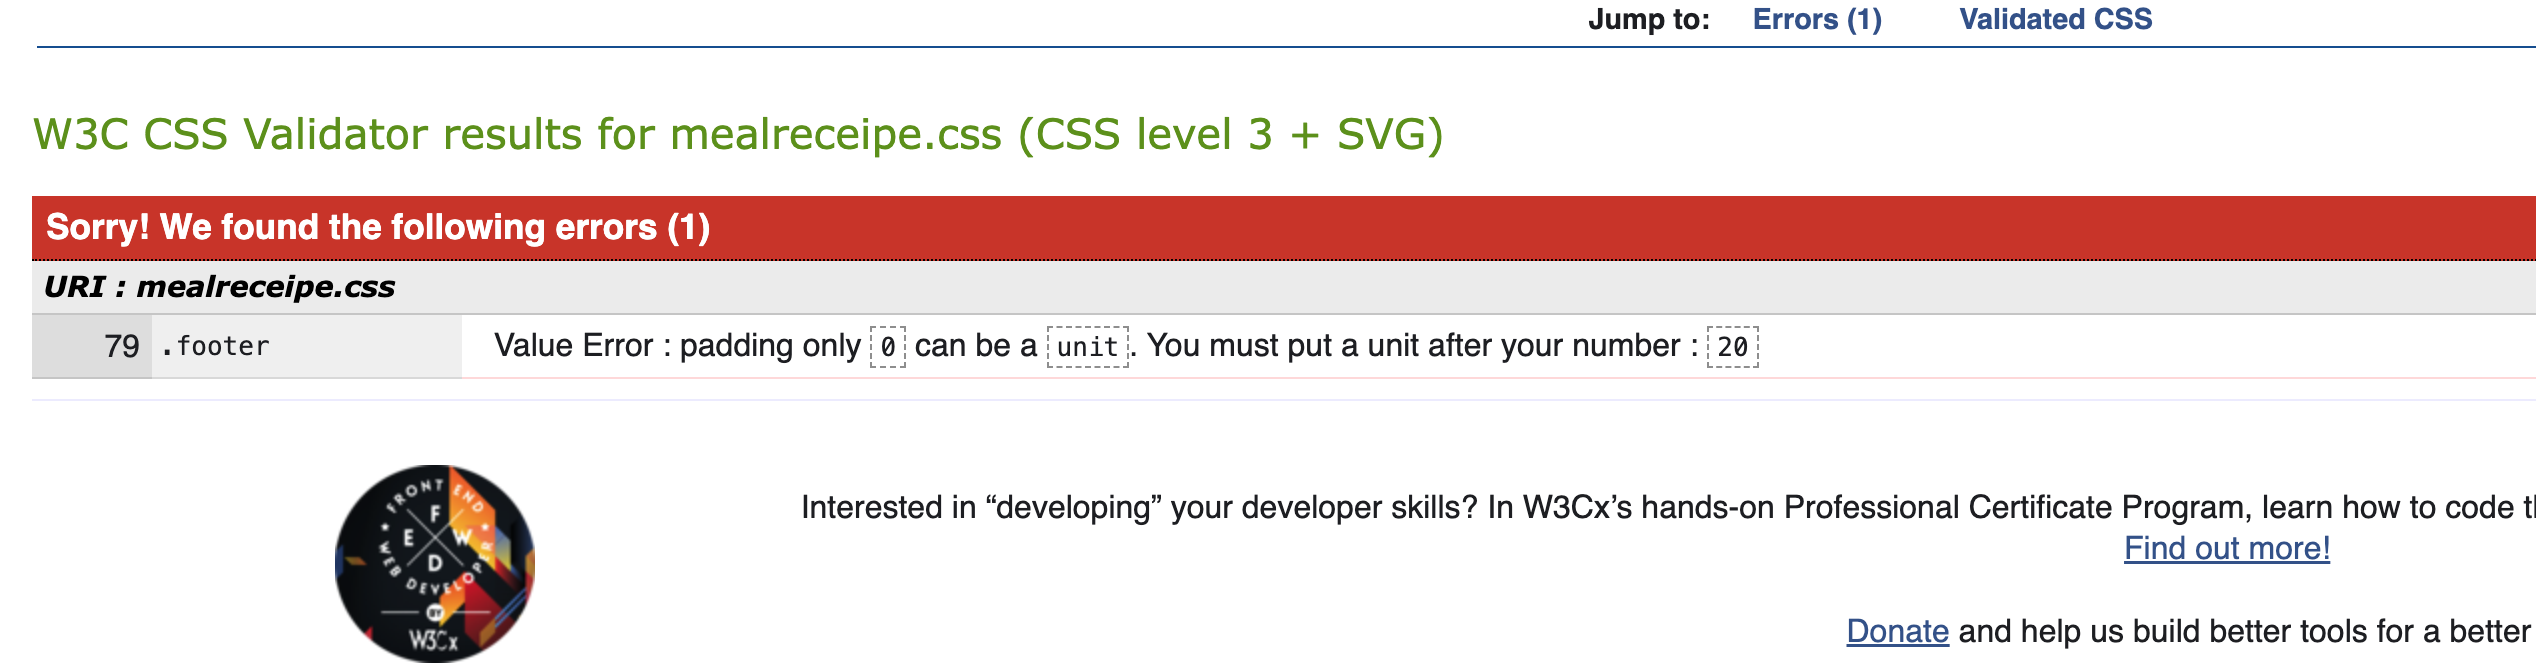 Jump to: Errors (1) Validated CSS
W3C CSS Validator results for mealreceipe.css (CSS level 3 + SVG)
Sorry! We found the following errors (1)
URI : mealreceipe.css
79 .footer Value Error : padding only 0 can be a unit. You must put a unit after your number : 20
FRONT END
WEB DEVELOPER
F
E W
D
BY
W3Cx
Interested in “developing” your developer skills? In W3Cx’s hands-on Professional Certificate Program, learn how to code
Find out more!
Donate and help us build better tools for a better